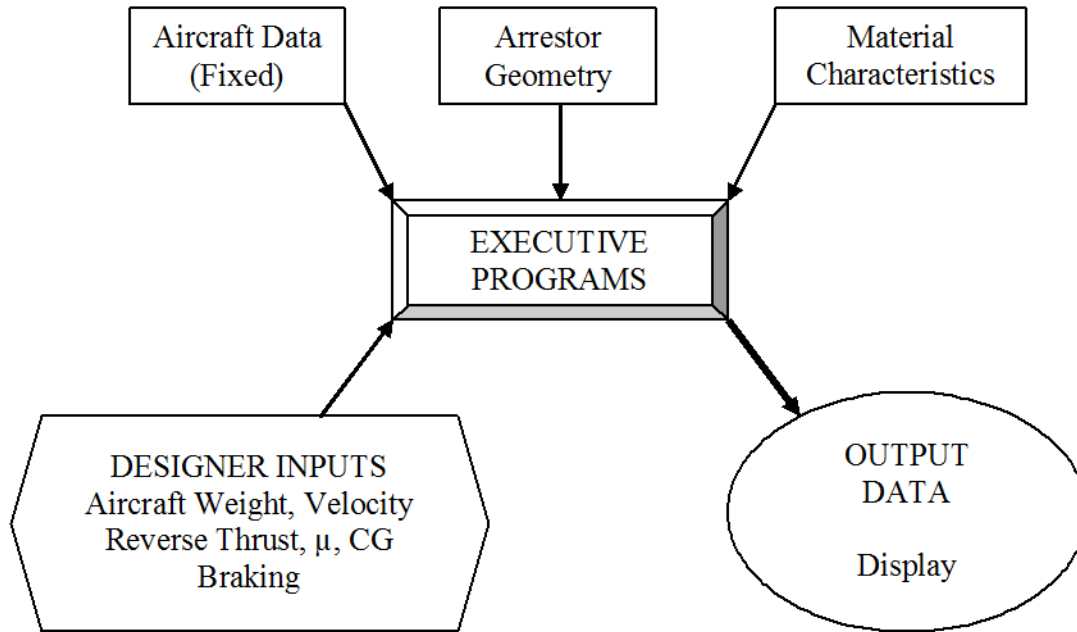 Aircraft Data
(Fixed)
Arrestor
Geometry
Material
Characteristics
EXECUTIVE
PROGRAMS
DESIGNER INPUTS
Aircraft Weight, Velocity
Reverse Thrust, µ, CG
Braking
OUTPUT
DATA
Display